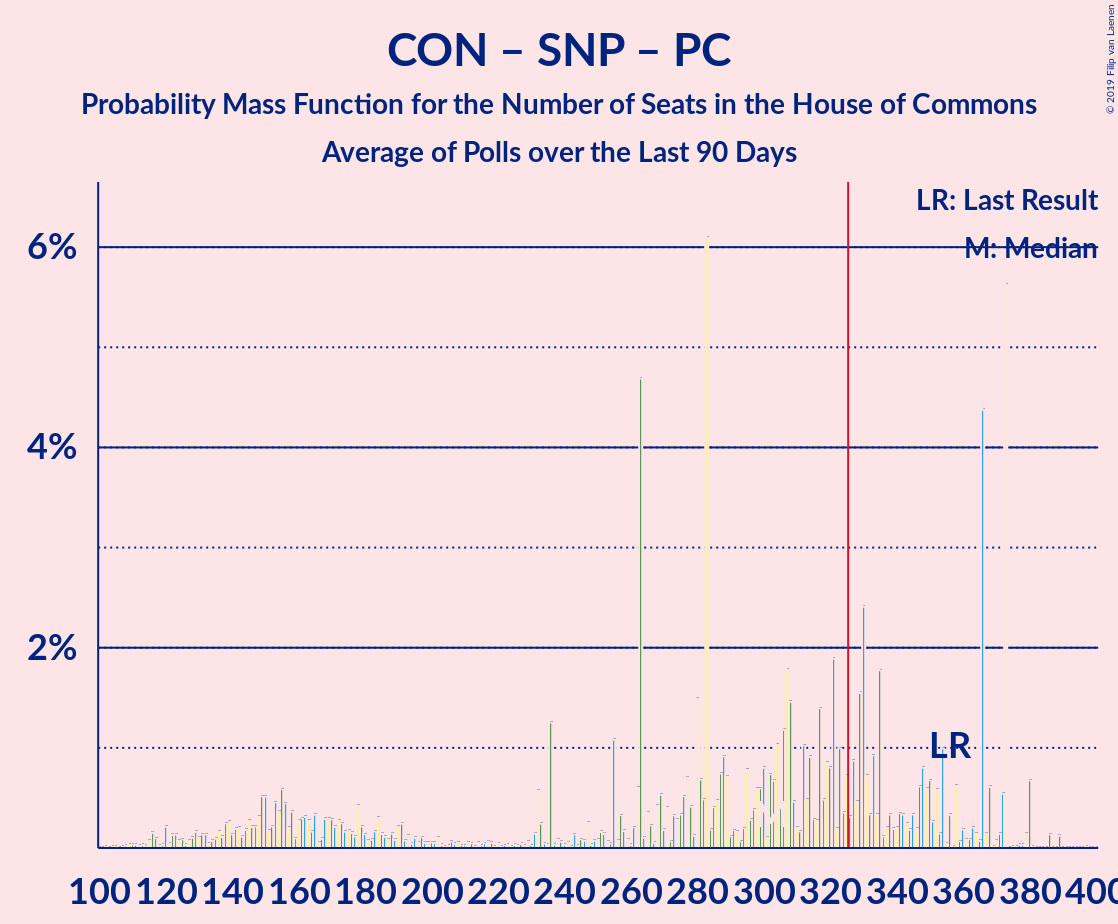 CON – SNP – PC
Probability Mass Function for the Number of Seats in the House of Commons
Average of Polls over the Last 90 Days
© 2019 Filip van Laenen
LR: Last Result
M: Median
6%
4%
2%
LR
M
100 120 140 160 180 200 220 240 260 280 300 320 340 360 380 400